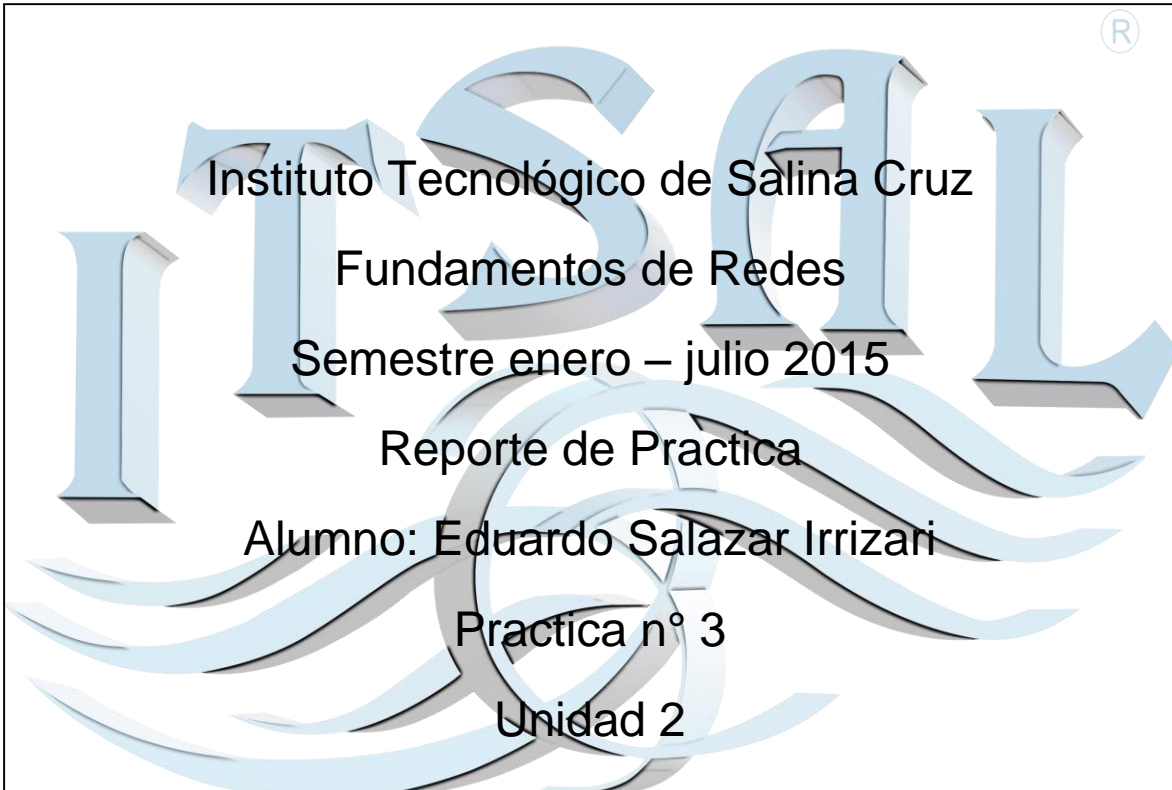 ®
ITSAL
Instituto Tecnológico de Salina Cruz
Fundamentos de Redes
Semestre enero – julio 2015
Reporte de Practica
Alumno: Eduardo Salazar Irrizari
Practica n° 3
Unidad 2